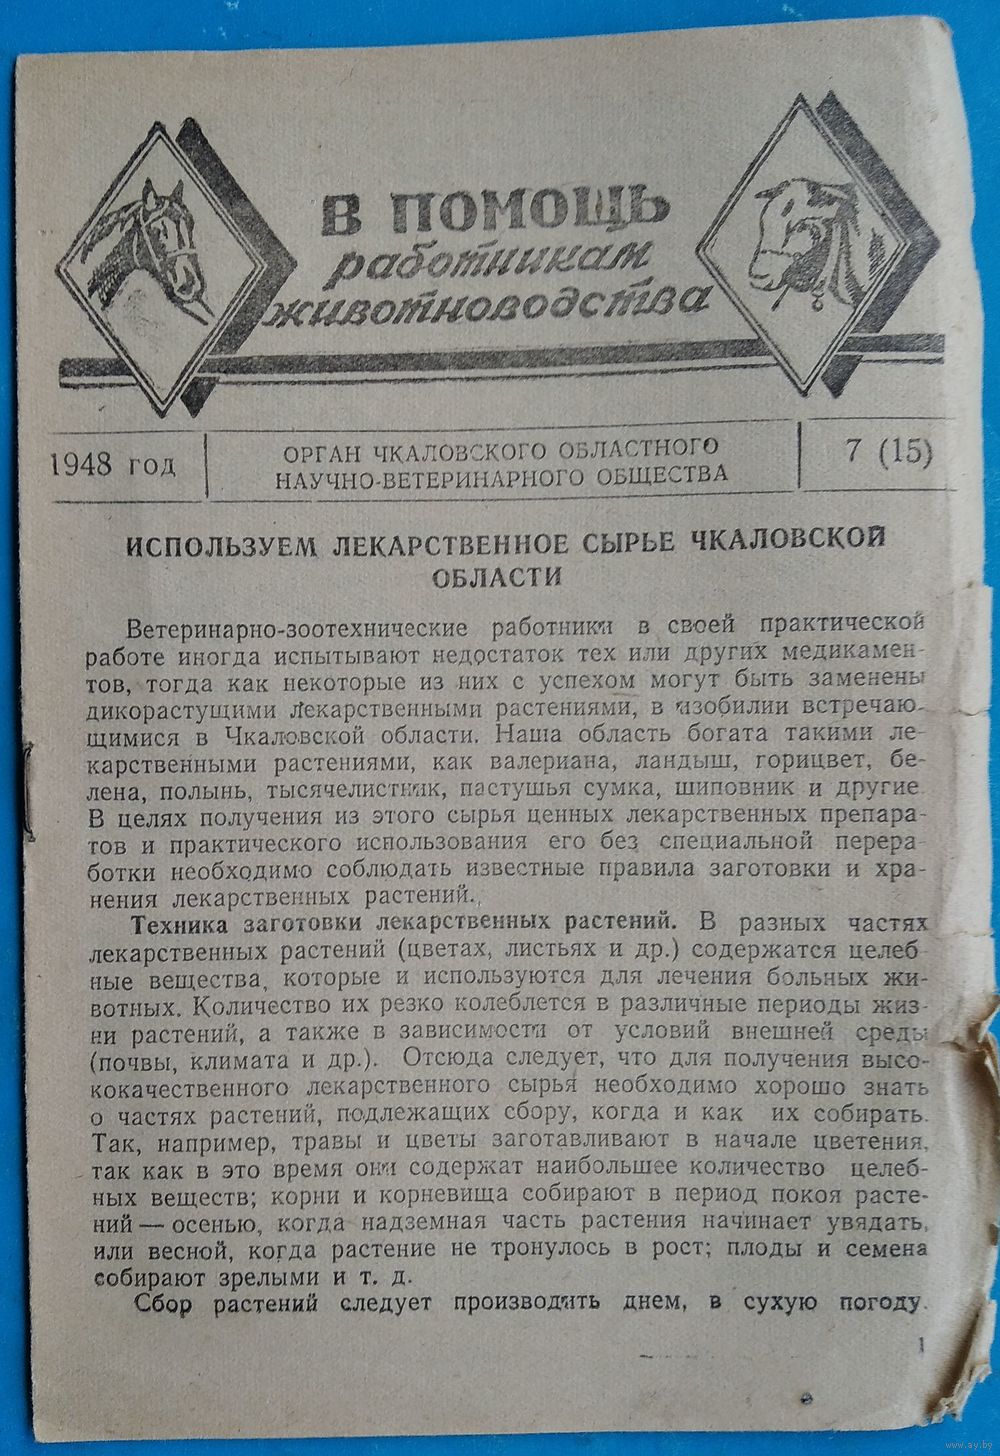 В ПОМОЩЬ
работникам
животноводства
1948 год
ОРГАН ЧКАЛОВСКОГО ОБЛАСТНОГО
НАУЧНО-ВЕТЕРИНАРНОГО ОБЩЕСТВА
7 (15)
ИСПОЛЬЗУЕМ ЛЕКАРСТВЕННОЕ СЫРЬЕ ЧКАЛОВСКОЙ
ОБЛАСТИ
Ветеринарно-зоотехнические работники в своей практической
работе иногда испытывают недостаток тех или других медикамен-
тов, тогда как некоторые из них с успехом могут быть заменены
дикорастущими лекарственными растениями, в изобилии встречаю-
щимися в Чкаловской области. Наша область богата такими ле-
карственными растениями, как валериана, ландыш, горицвет, бе-
лена, полынь, тысячелистник, пастушья сумка, шиповник и другие.
В целях получения из этого сырья ценных лекарственных препара-
тов и практического использования его без специальной перера-
ботки необходимо соблюдать известные правила заготовки и хра-
нения лекарственных растений.
Техника заготовки лекарственных растений. В разных частях
лекарственных растений (цветах, листьях и др.) содержатся целеб-
ные вещества, которые и используются для лечения больных жи-
вотных. Количество их резко колеблется в различные периоды жиз-
ни растений, а также в зависимости от условий внешней среды
(почвы, климата и др.). Отсюда следует, что для получения высо-
кокачественного лекарственного сырья необходимо хорошо знать
о частях растений, подлежащих сбору, когда и как их собирать.
Так, например, травы и цветы заготавливают в начале цветения,
так как в это время они содержат наибольшее количество целеб-
ных веществ; корни и корневища собирают в период покоя расте-
ний — осенью, когда надземная часть растения начинает увядать,
или весной, когда растение не тронулось в рост; плоды и семена
собирают зрелыми и т. д.
Сбор растений следует производить днем, в сухую погоду.
1
www.ay.by